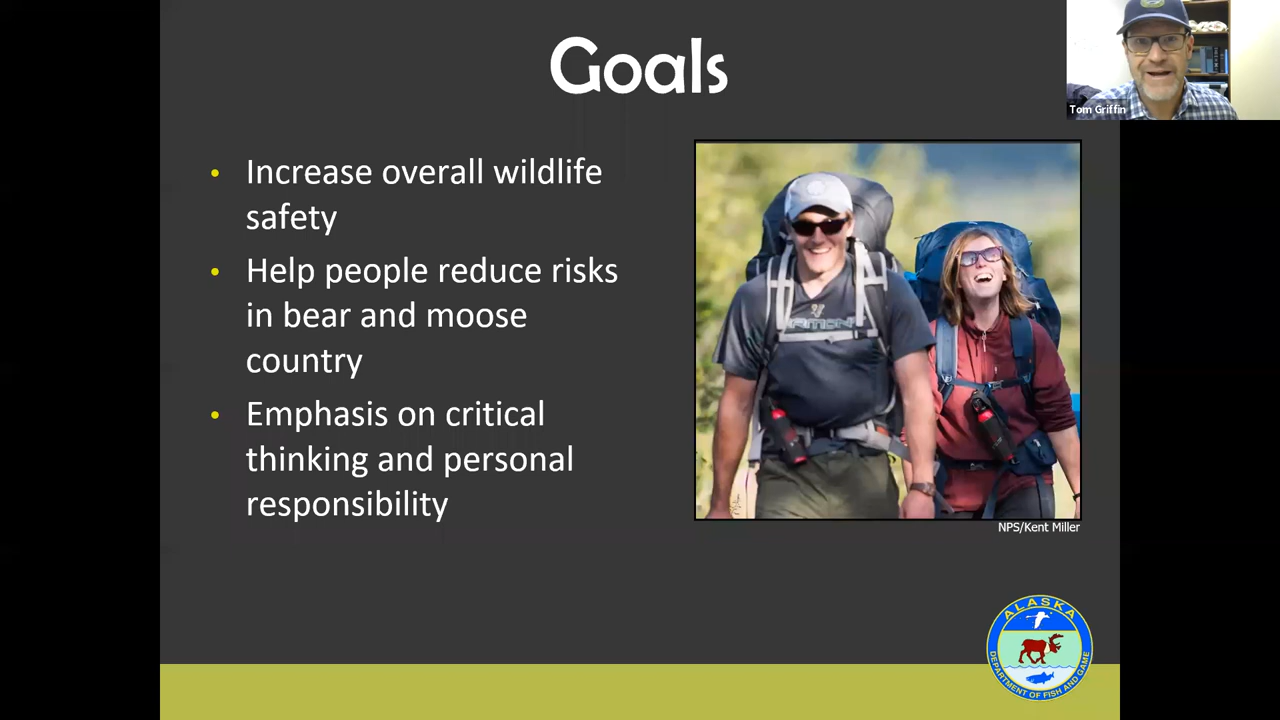 Goals
Tom Griffin
Increase overall wildlife
safety
Help people reduce risks
in bear and moose
country
Emphasis on critical
thinking and personal
responsibility
NPS/Kent Miller
ALASKA
DEPARTMENT OF FISH AND GAME